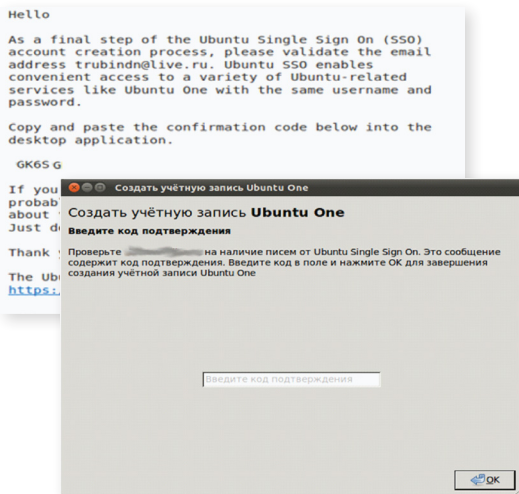 Hello
As a final step of the Ubuntu Single Sign On (SSO)
account creation process, please validate the email
address trubindn@live.ru. Ubuntu SSO enables
convenient access to a variety of Ubuntu-related
services like Ubuntu One with the same username and
password.
Copy and paste the confirmation code below into the
desktop application.
GK6S G
If you
about
Just
Thank
The
https:
Создать учётную запись Ubuntu One
Создать учётную запись Ubuntu One
Введите код подтверждения
Проверьте на наличие писем от Ubuntu Single Sign On. Это сообщение
содержит код подтверждения. Введите код в поле и нажмите ОК для завершения
создания учётной записи Ubuntu One
Введите код подтверждения
ОК